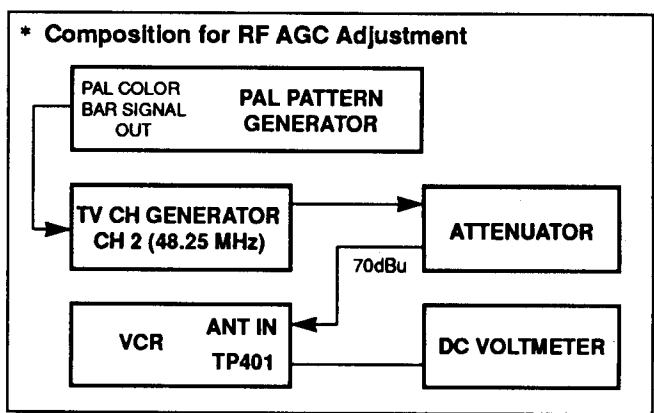 * Composition for RF AGC Adjustment
PAL COLOR
BAR SIGNAL
OUT
PAL PATTERN
GENERATOR
TV CH GENERATOR
CH 2 (48.25 MHz)
ATTENUATOR
70dBu
VCR
ANT IN
TP401
DC VOLTMETER